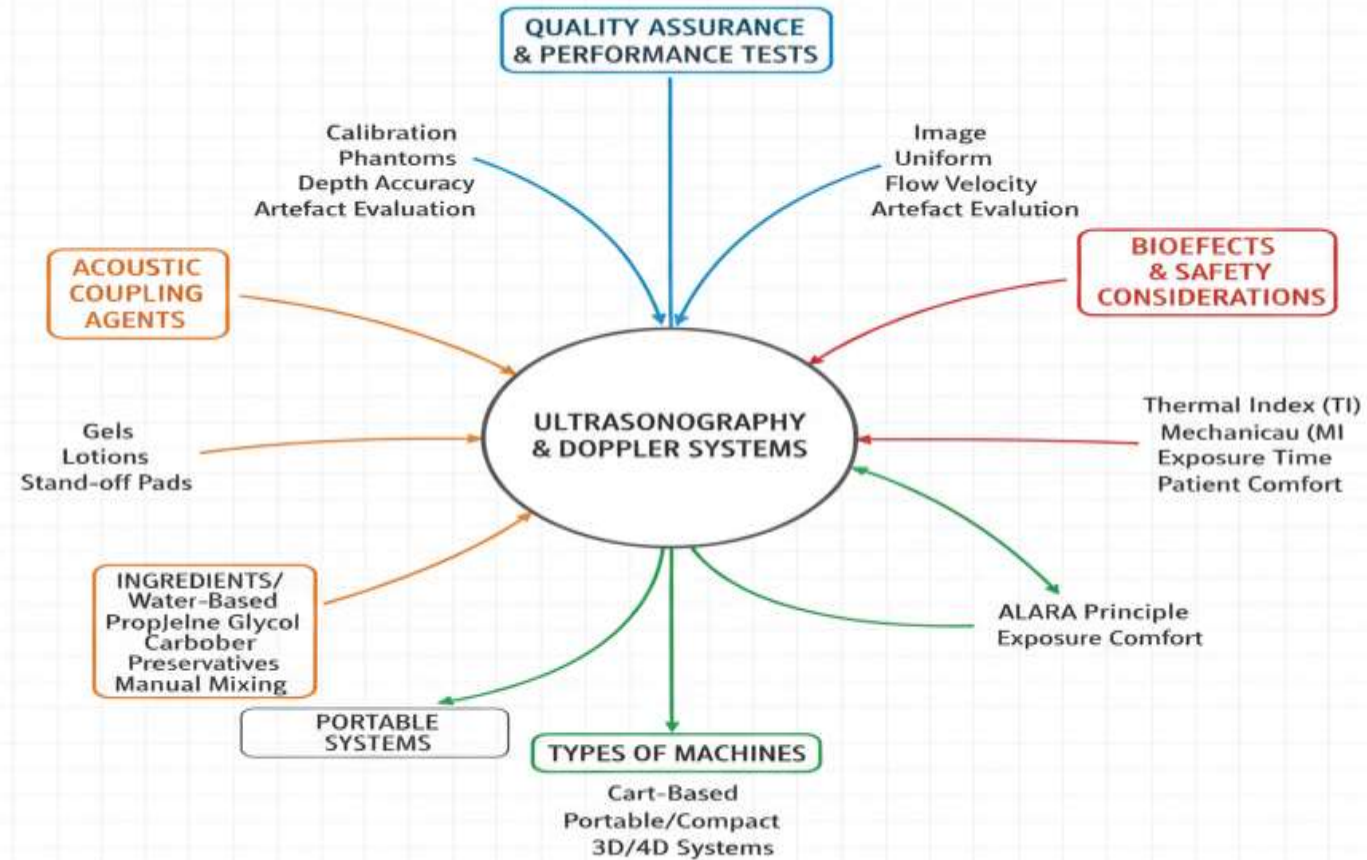 QUALITY ASSURANCE
& PERFORMANCE TESTS
Calibration
Phantoms
Depth Accuracy
Artefact Evaluation
Image
Uniform
Flow Velocity
Artefact Evalution
ACOUSTIC
COUPLING
AGENTS
BIOEFECTS
& SAFETY
CONSIDERATIONS
ULTRASONOGRAPHY
& DOPPLER SYSTEMS
Gels
Lotions
Stand-off Pads
Thermal Index (TI)
Mechanicau (MI
Exposure Time
Patient Comfort
INGREDIENTS/
Water-Based
PropJelne Glycol
Carbober
Preservatives
Manual Mixing
ALARA Principle
Exposure Comfort
PORTABLE
SYSTEMS
TYPES OF MACHINES
Cart-Based
Portable/Compact
3D/4D Systems